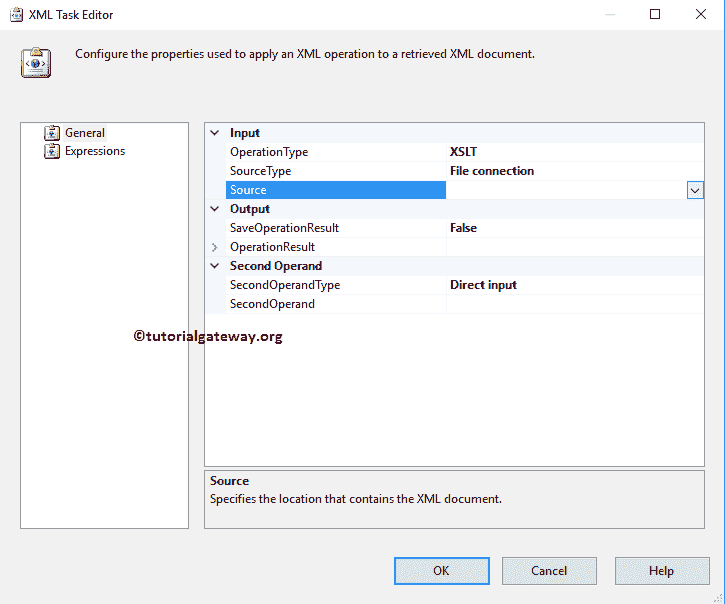 XML Task Editor
Configure the properties used to apply an XML operation to a retrieved XML document.
General
Expressions
Input
OperationType XSLT
SourceType File connection
Source
Output
SaveOperationResult False
OperationResult
Second Operand
SecondOperandType Direct input
SecondOperand
©tutorialgateway.org
Source
Specifies the location that contains the XML document.
OK Cancel Help